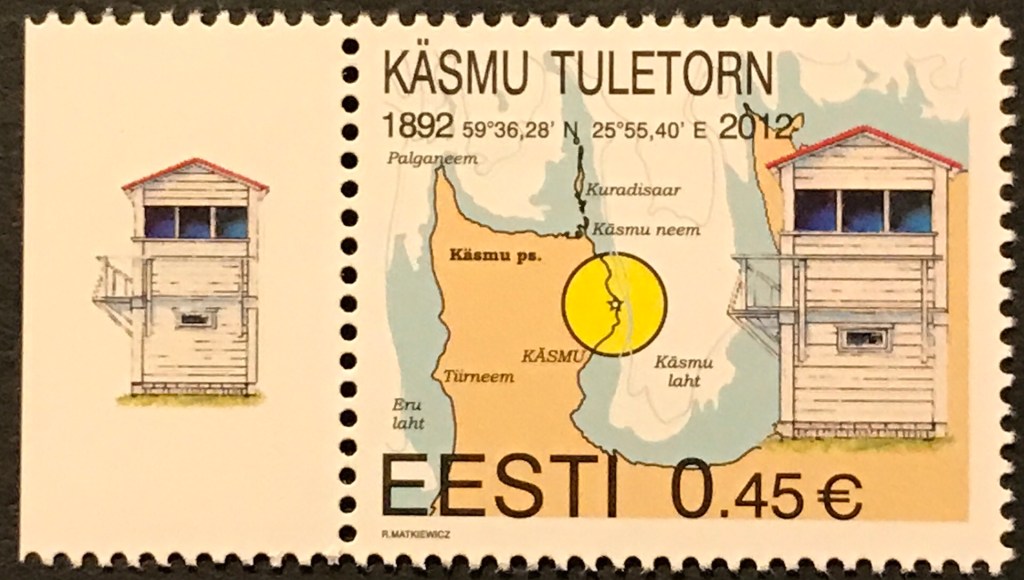 KÄSMU TULETORN
1892 59°36,28' N 25°55,40' E 2012
Palganeem
Kuradisaar
Käsmu neem
Käsmu ps.
KÄSMU
Käsmu
laht
Tiirneem
Eru
laht
EESTI 0.45 €
R.MATKIEWICZ